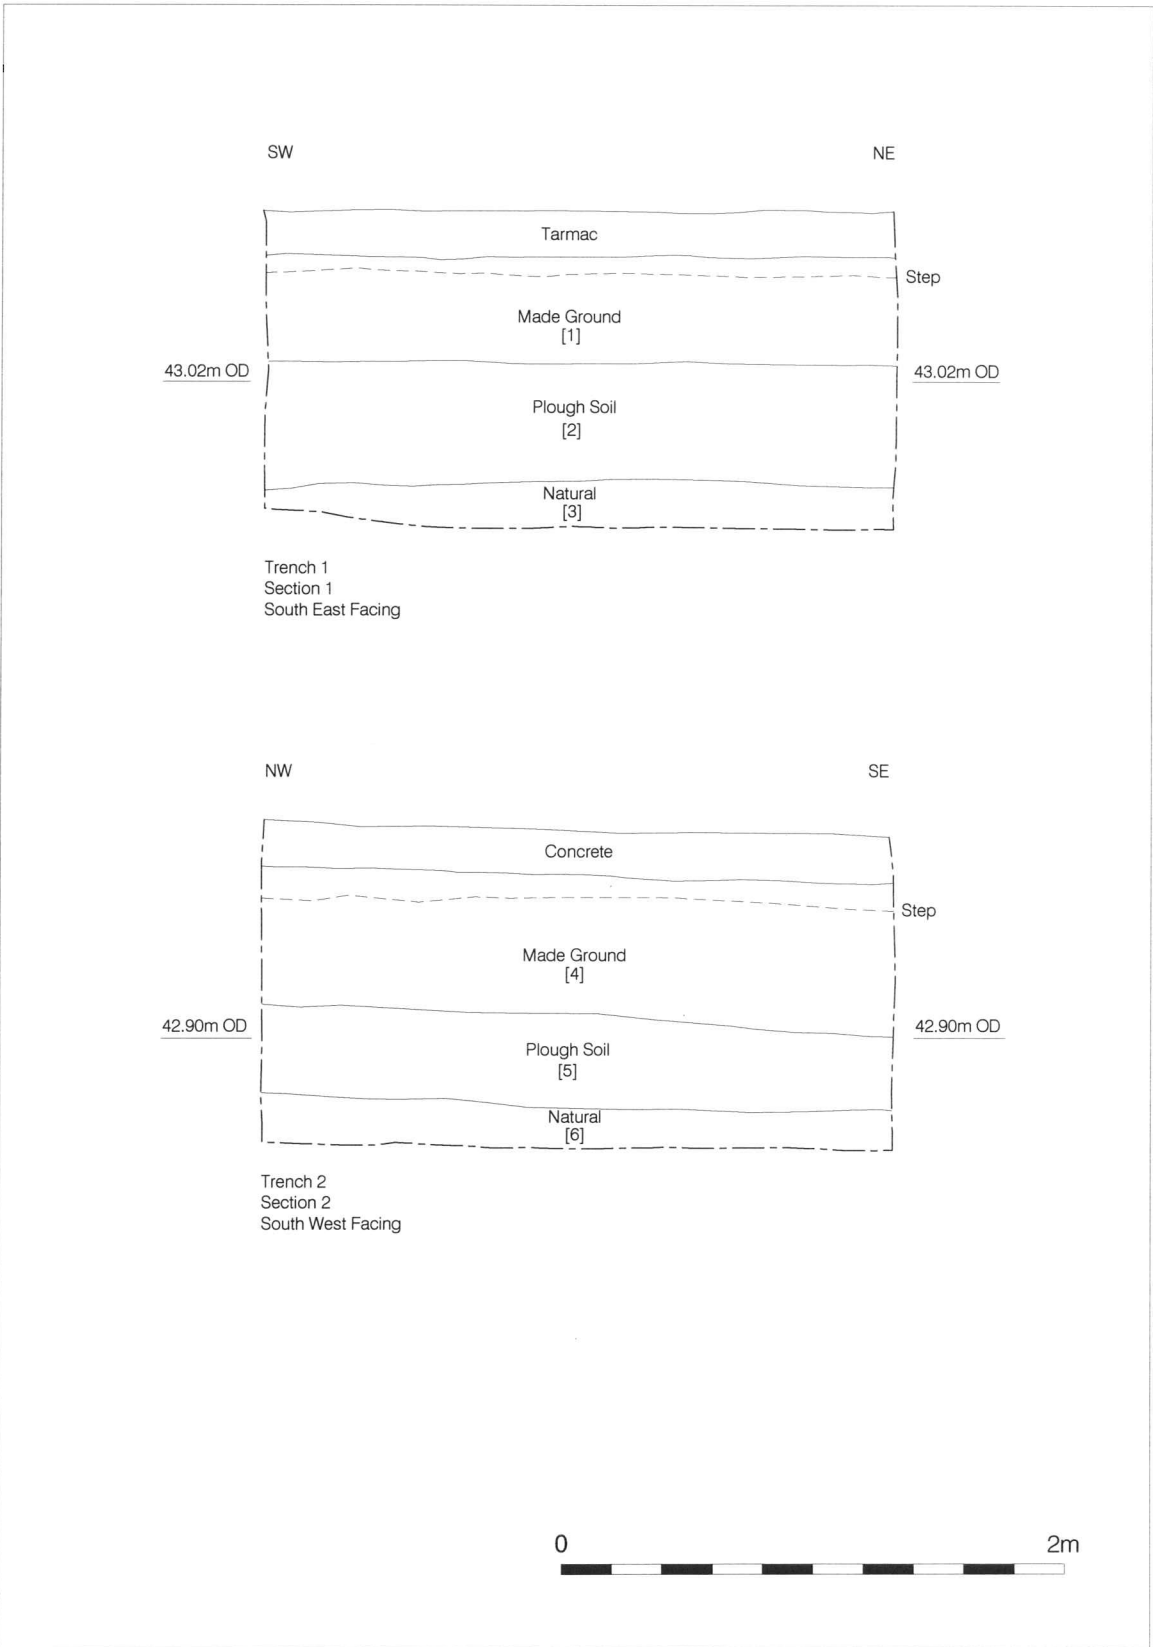 SW
NE
Tarmac
Step
Made Ground
[1]
43.02m OD
43.02m OD
Plough Soil
[2]
Natural
[3]
Trench 1
Section 1
South East Facing
NW
SE
Concrete
Step
Made Ground
[4]
42.90m OD
42.90m OD
Plough Soil
[5]
Natural
[6]
Trench 2
Section 2
South West Facing
0
2m